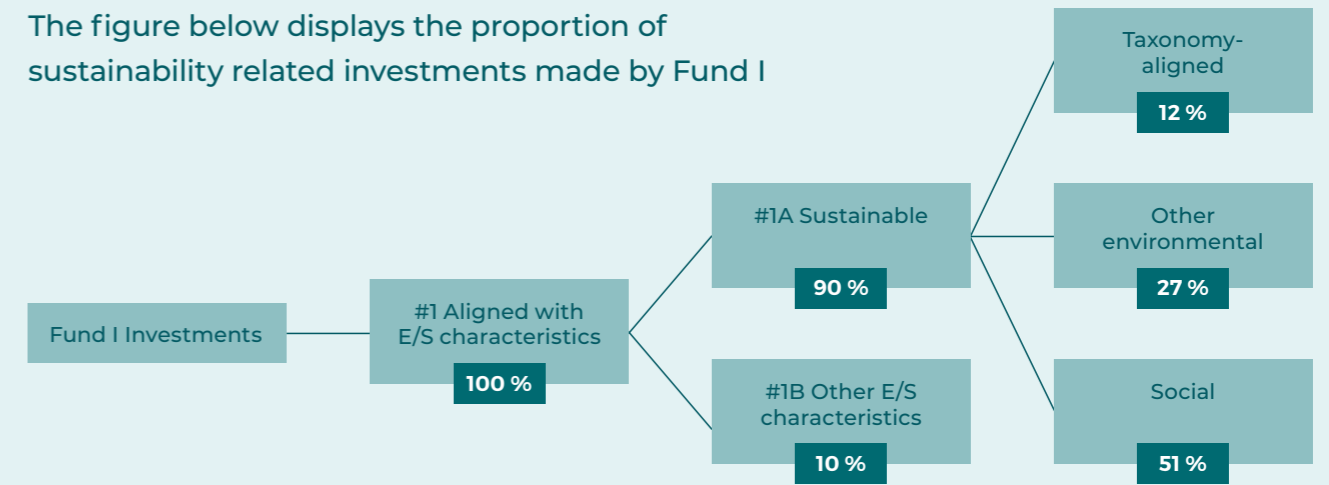 The figure below displays the proportion of
sustainability related investments made by Fund I
Fund I Investments
#1 Aligned with
E/S characteristics
100 %
#1A Sustainable
90 %
#1B Other E/S
characteristics
10 %
Taxonomy-
aligned
12 %
Other
environmental
27 %
Social
51 %